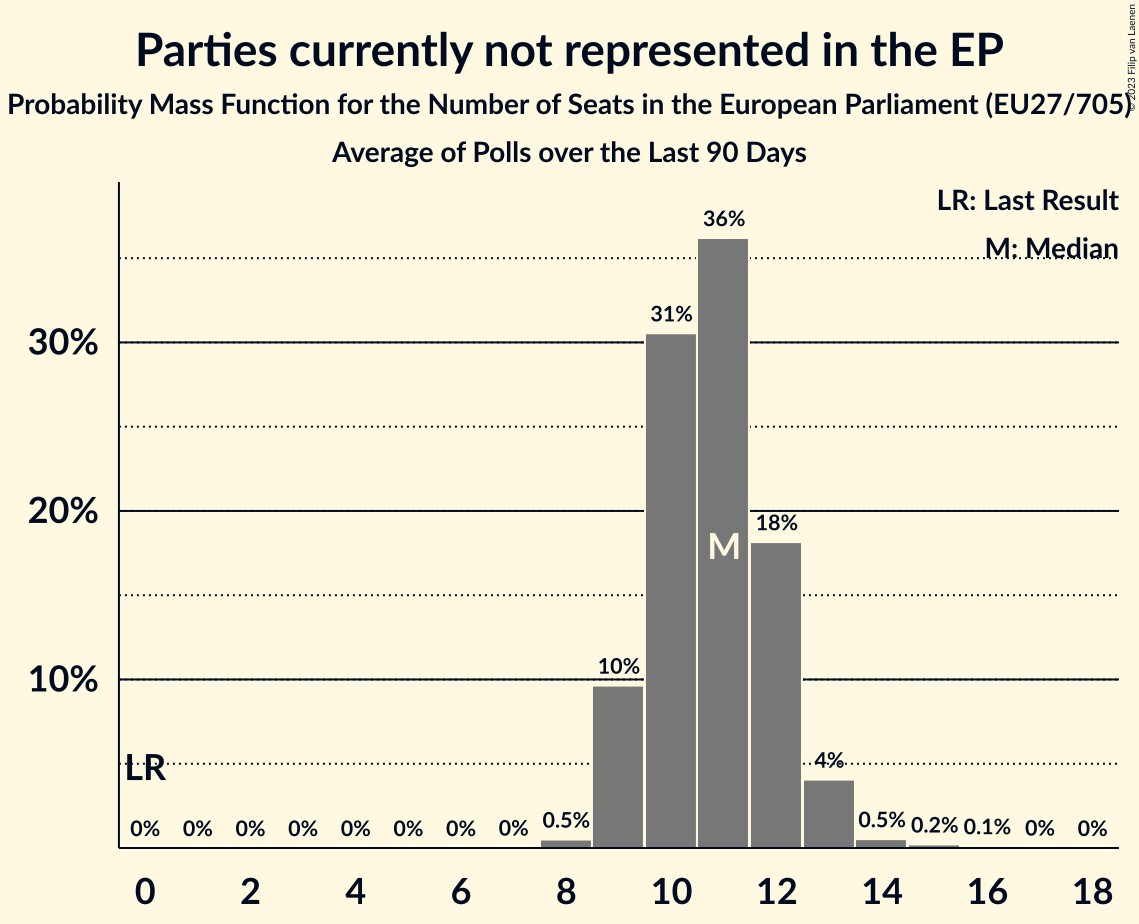 © 2023 Filip van Laenen
Parties currently not represented in the EP
Probability Mass Function for the Number of Seats in the European Parliament (EU27/705)
Average of Polls over the Last 90 Days
LR: Last Result
M: Median
36%
31%
30%
20%
18%
M
10%
10%
LR
4%
0% 0% 0% 0% 0% 0% 0% 0% 0.5% 0.5% 0.2% 0.1% 0% 0%
0 2 4 6 8 10 12 14 16 18